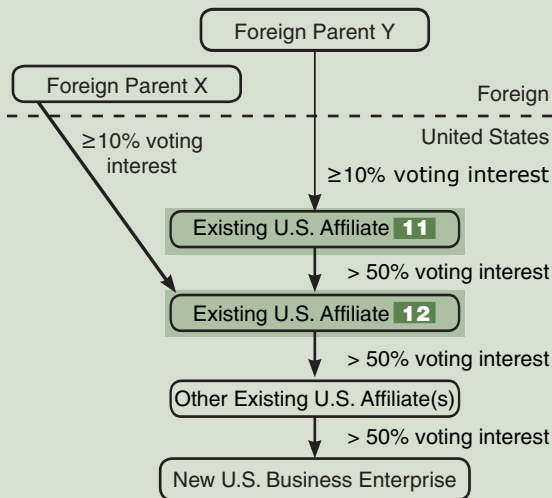 Foreign Parent Y
Foreign Parent X
Foreign
United States
≥10% voting
interest
≥10% voting interest
Existing U.S. Affiliate 11
> 50% voting interest
Existing U.S. Affiliate 12
> 50% voting interest
Other Existing U.S. Affiliate(s)
> 50% voting interest
New U.S. Business Enterprise